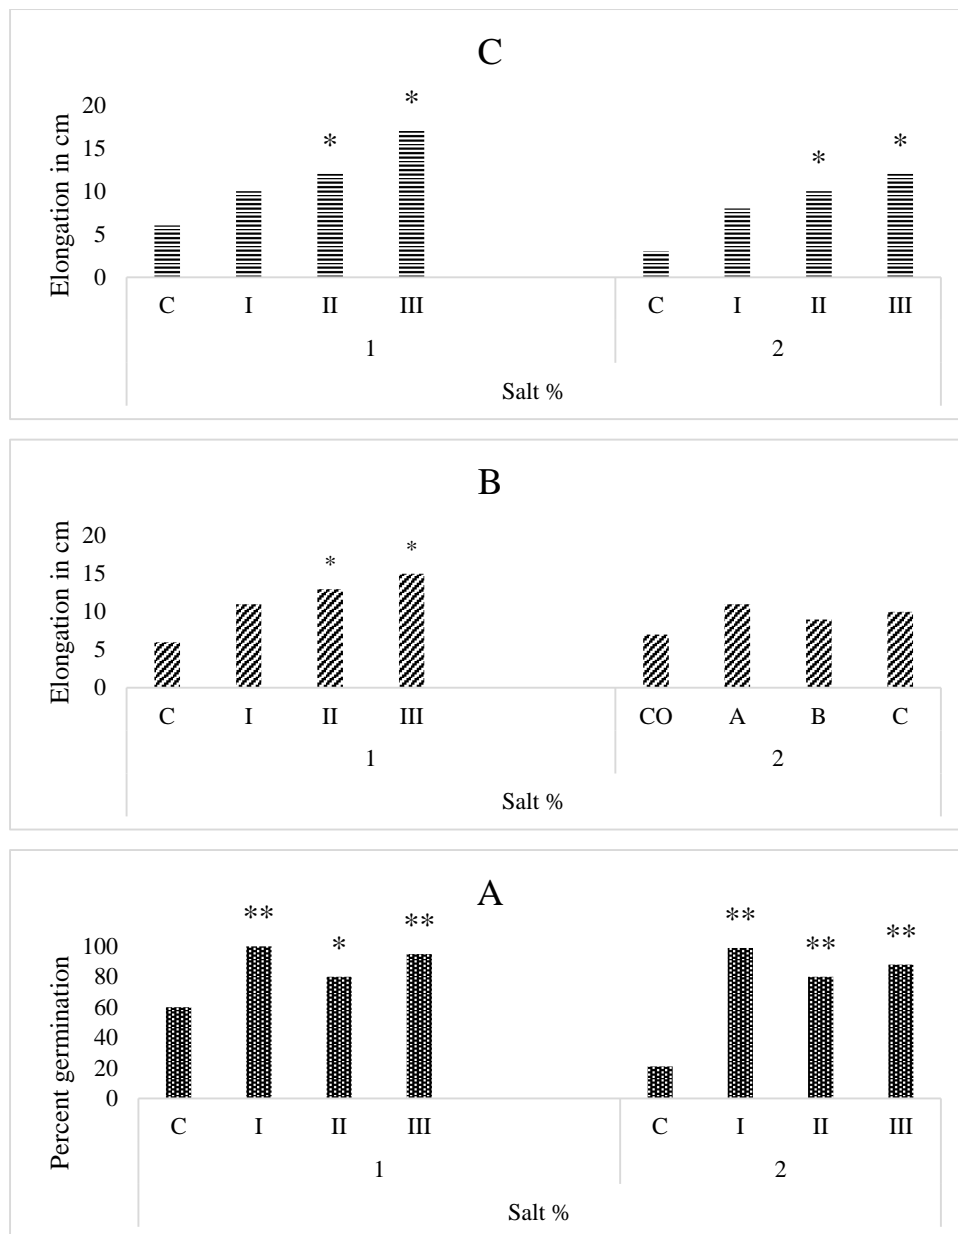 C
Elongation in cm
20
15
10
5
0
* * * *
C I II III C I II III
1 2
Salt %
B
Elongation in cm
20
15
10
5
0
* *
C I II III CO A B C
1 2
Salt %
A
Percent germination
100
80
60
40
20
0
** * ** ** ** **
C I II III C I II III
1 2
Salt %